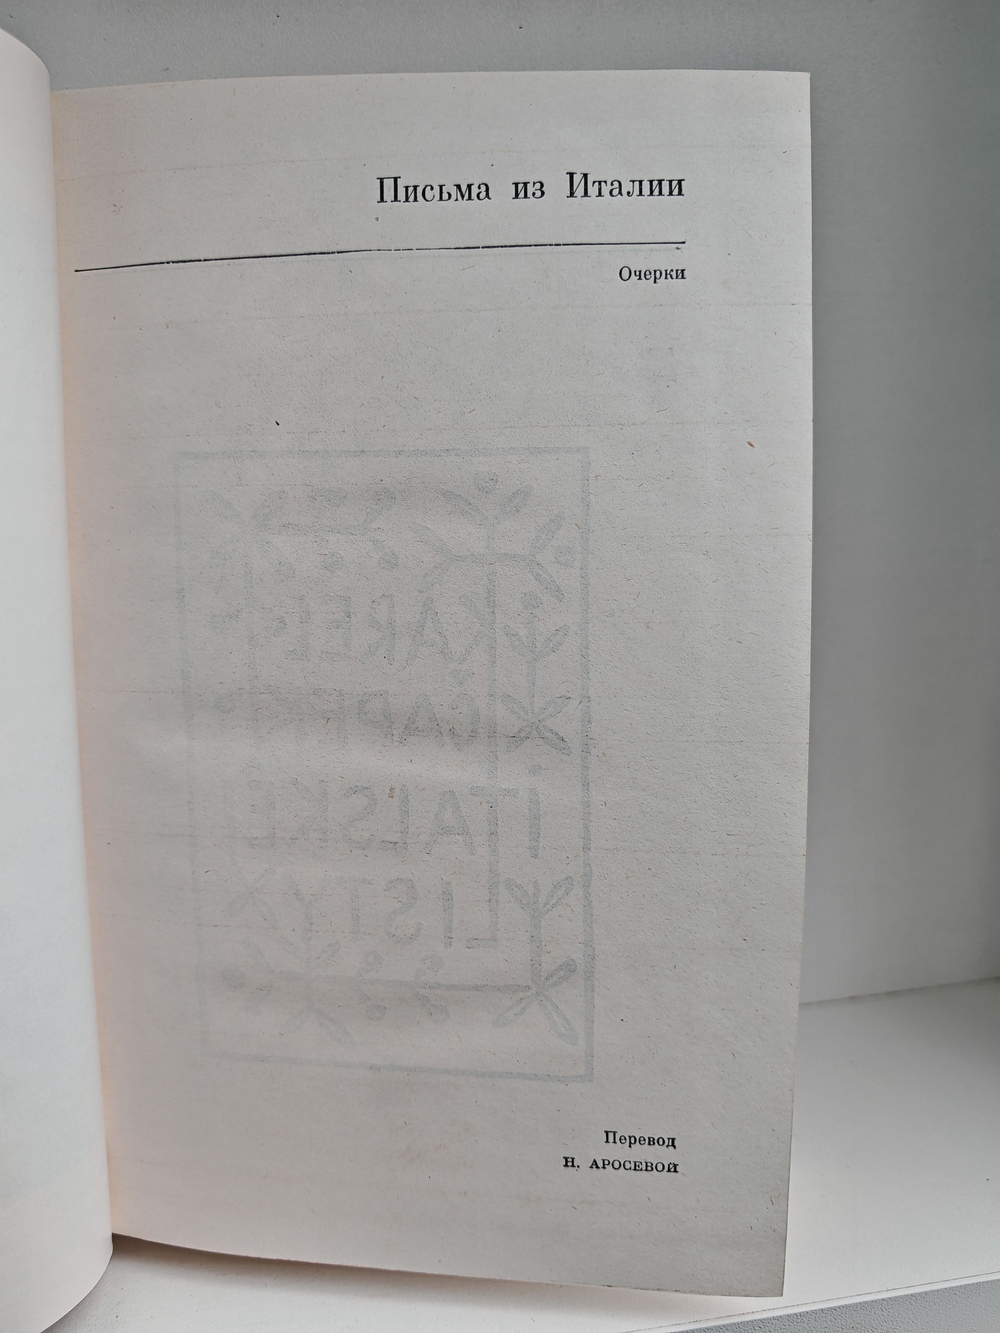 Письма из Италии
Очерки
KAREL
ČAPEK
ITALSKÉ
LISTY
Перевод
Н. АРОСЕВОЙ